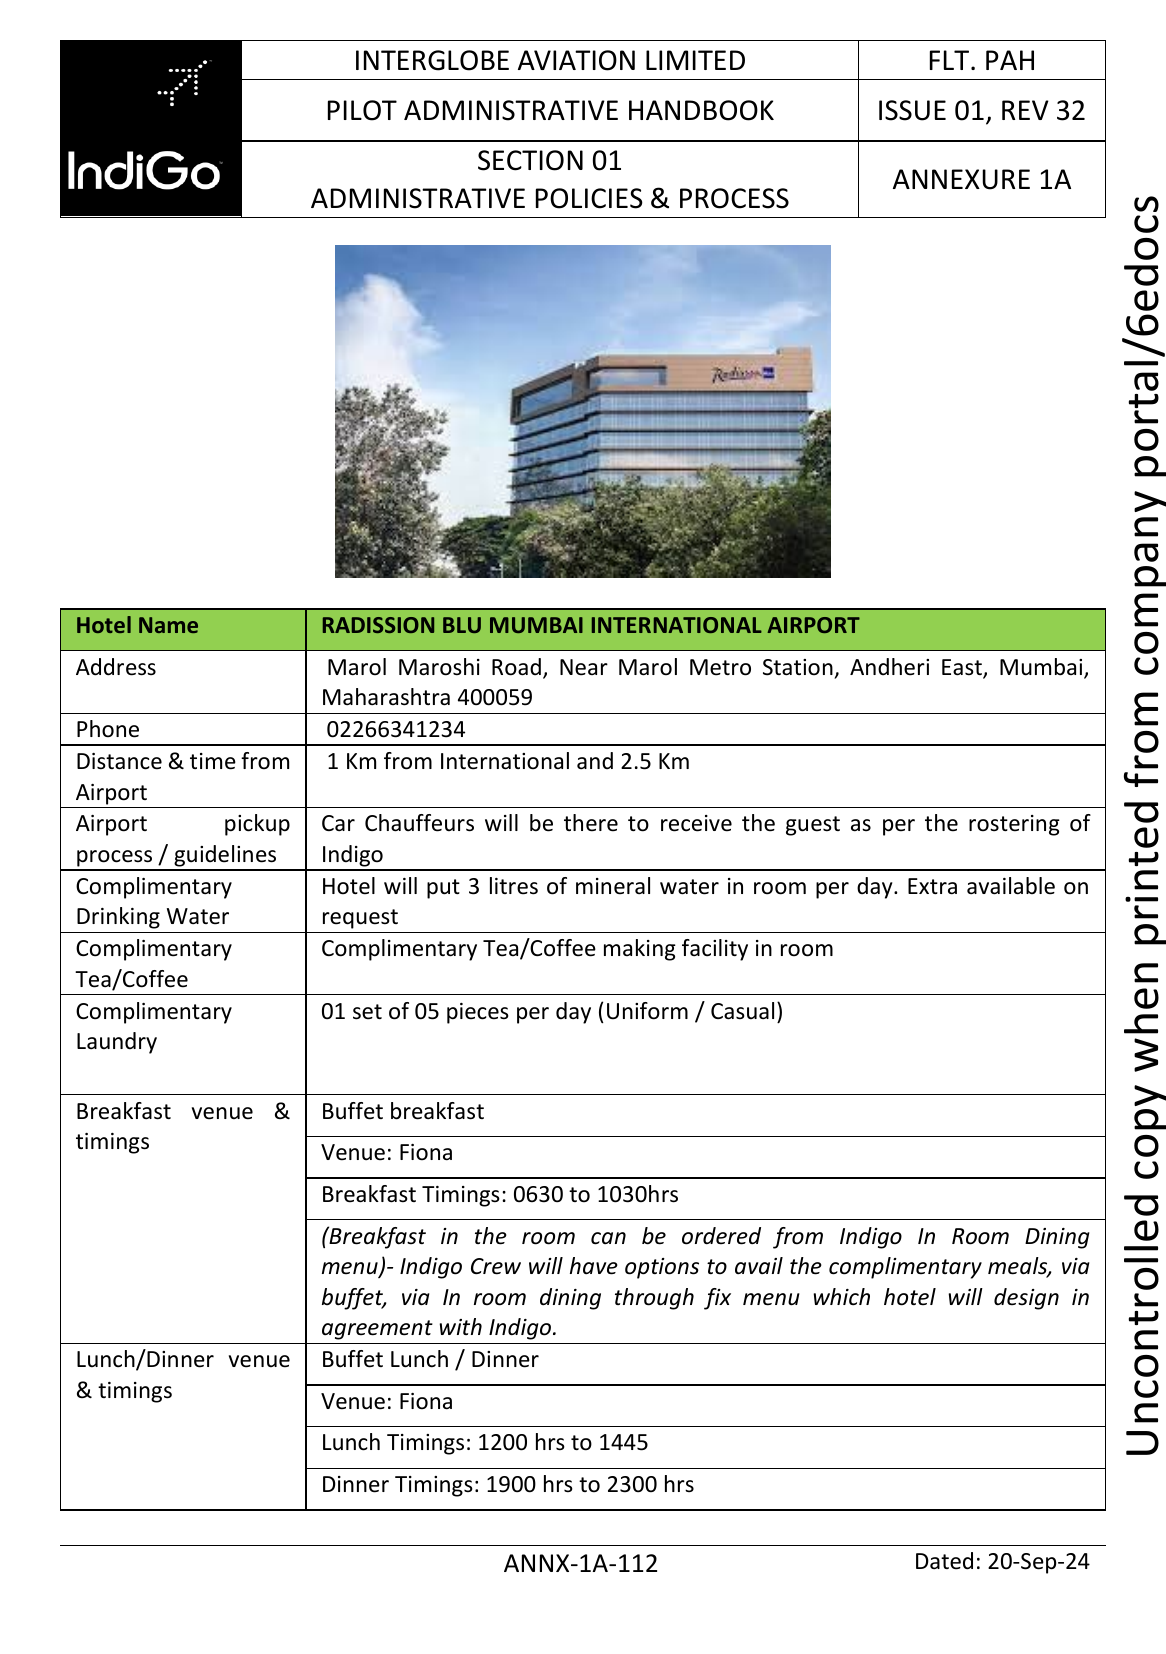 IndiGo
INTERGLOBE AVIATION LIMITED
FLT. PAH
PILOT ADMINISTRATIVE HANDBOOK
ISSUE 01, REV 32
SECTION 01
ADMINISTRATIVE POLICIES & PROCESS
ANNEXURE 1A
Radisson
Hotel Name
RADISSION BLU MUMBAI INTERNATIONAL AIRPORT
Address
Marol Maroshi Road, Near Marol Metro Station, Andheri East, Mumbai,
Maharashtra 400059
Phone
02266341234
Distance & time from
Airport
1 Km from International and 2.5 Km
Airport pickup
process / guidelines
Car Chauffeurs will be there to receive the guest as per the rostering of
Indigo
Complimentary
Drinking Water
Hotel will put 3 litres of mineral water in room per day. Extra available on
request
Complimentary
Tea/Coffee
Complimentary Tea/Coffee making facility in room
Complimentary
Laundry
01 set of 05 pieces per day (Uniform / Casual)
Breakfast venue &
timings
Buffet breakfast
Venue: Fiona
Breakfast Timings: 0630 to 1030hrs
(Breakfast in the room can be ordered from Indigo In Room Dining
menu)- Indigo Crew will have options to avail the complimentary meals, via
buffet, via In room dining through fix menu which hotel will design in
agreement with Indigo.
Lunch/Dinner venue
& timings
Buffet Lunch / Dinner
Venue: Fiona
Lunch Timings: 1200 hrs to 1445
Dinner Timings: 1900 hrs to 2300 hrs
ANNX-1A-112
Dated: 20-Sep-24
Uncontrolled copy when printed from company portal/6edocs